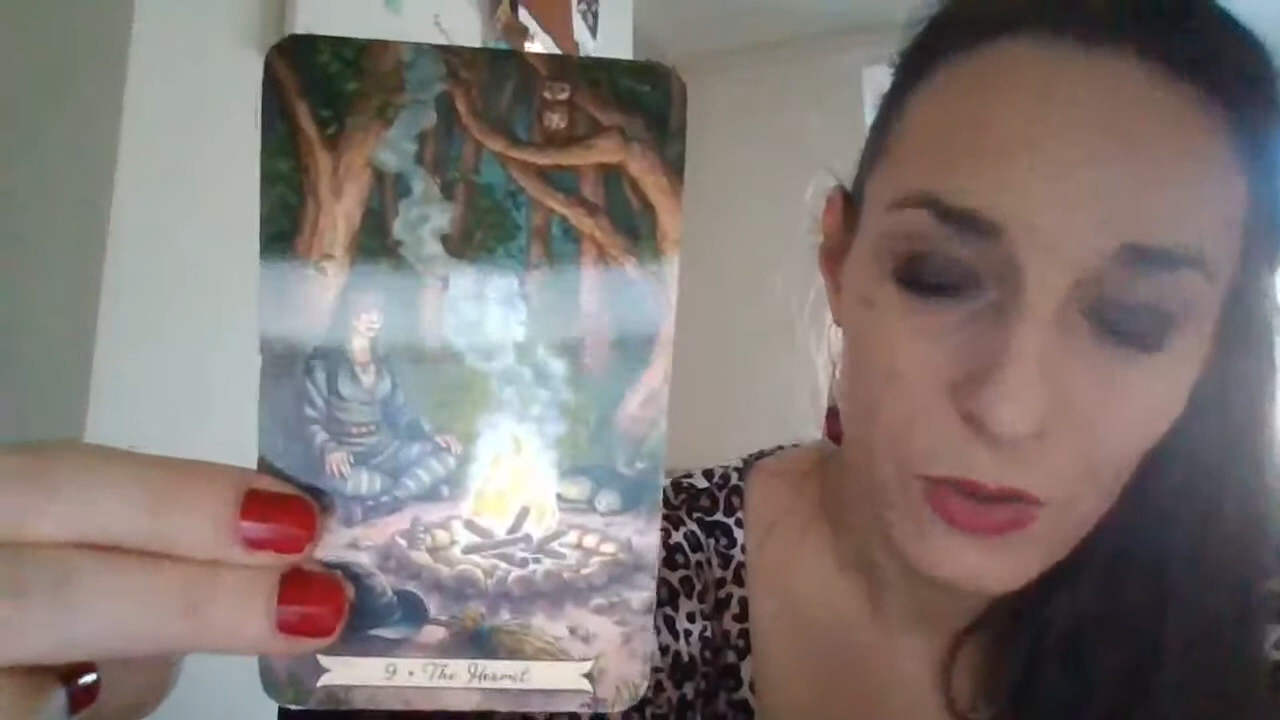 9 • The Hermit